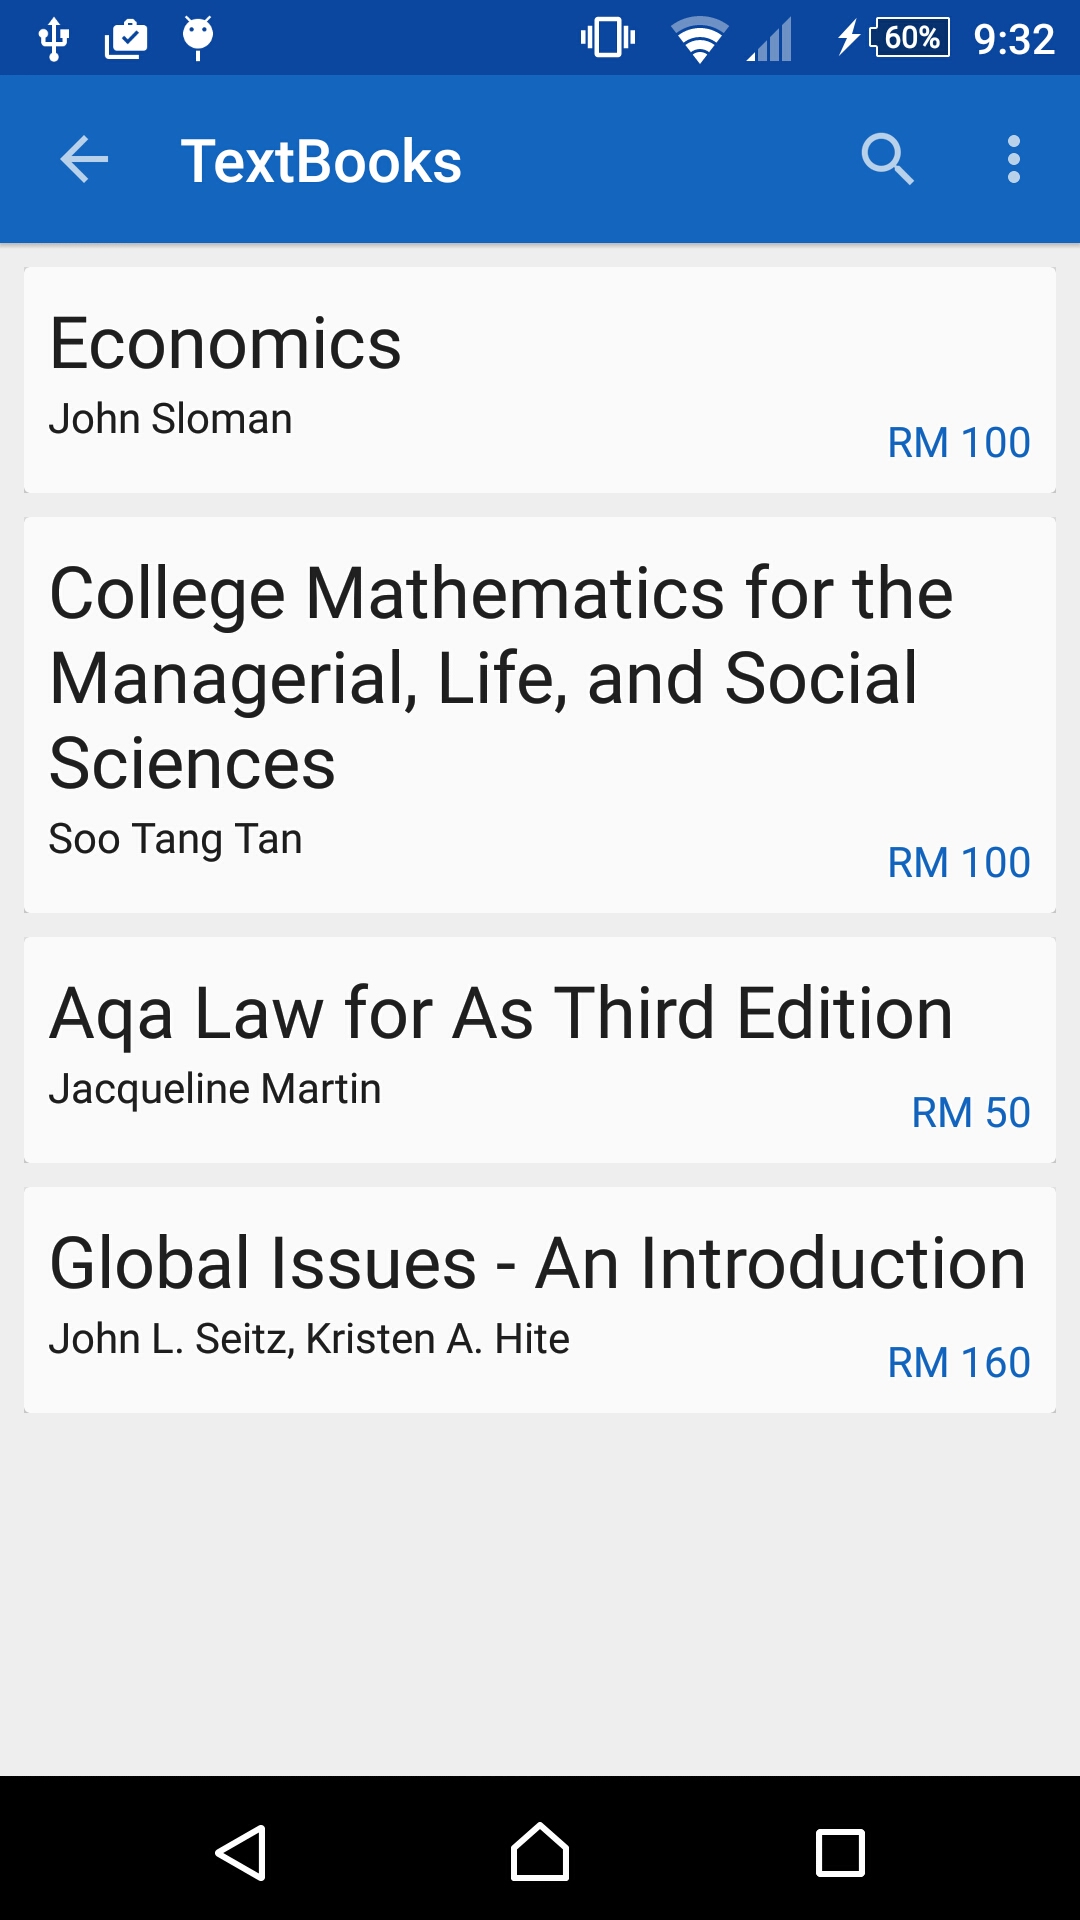 60% 9:32
TextBooks
Economics
John Sloman
RM 100
College Mathematics for the
Managerial, Life, and Social
Sciences
Soo Tang Tan
RM 100
Aqa Law for As Third Edition
Jacqueline Martin
RM 50
Global Issues - An Introduction
John L. Seitz, Kristen A. Hite
RM 160